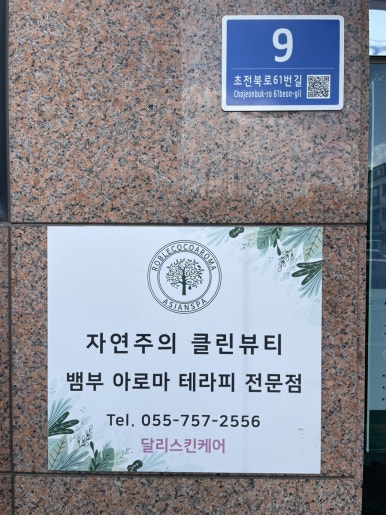 9
초전북로61번길
Chojeonbuk-ro 61beon-gil
ROBLECOCOAROMA
ASIANSPA
자연주의 클린뷰티
뱀부 아로마 테라피 전문점
Tel. 055-757-2556
달리스킨케어